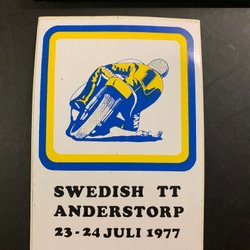 SWEDISH TT
ANDERSTORP
23-24 JULI 1977